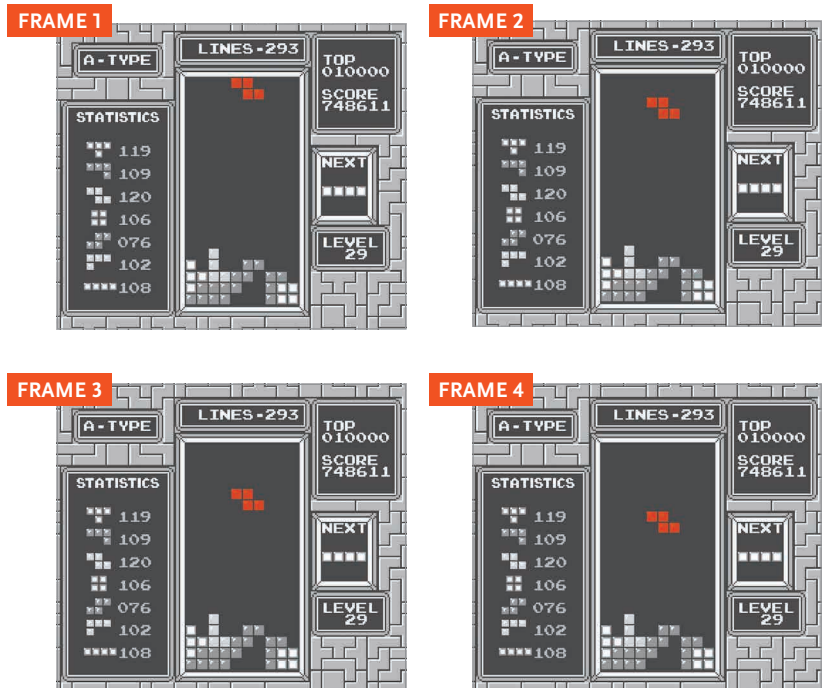 FRAME 1
A-TYPE
LINES-293
TOP
010000
SCORE
748611
STATISTICS
119
109
120
106
076
102
108
NEXT
LEVEL
29
FRAME 2
A-TYPE
LINES-293
TOP
010000
SCORE
748611
STATISTICS
119
109
120
106
076
102
108
NEXT
LEVEL
29
FRAME 3
A-TYPE
LINES-293
TOP
010000
SCORE
748611
STATISTICS
119
109
120
106
076
102
108
NEXT
LEVEL
29
FRAME 4
A-TYPE
LINES-293
TOP
010000
SCORE
748611
STATISTICS
119
109
120
106
076
102
108
NEXT
LEVEL
29